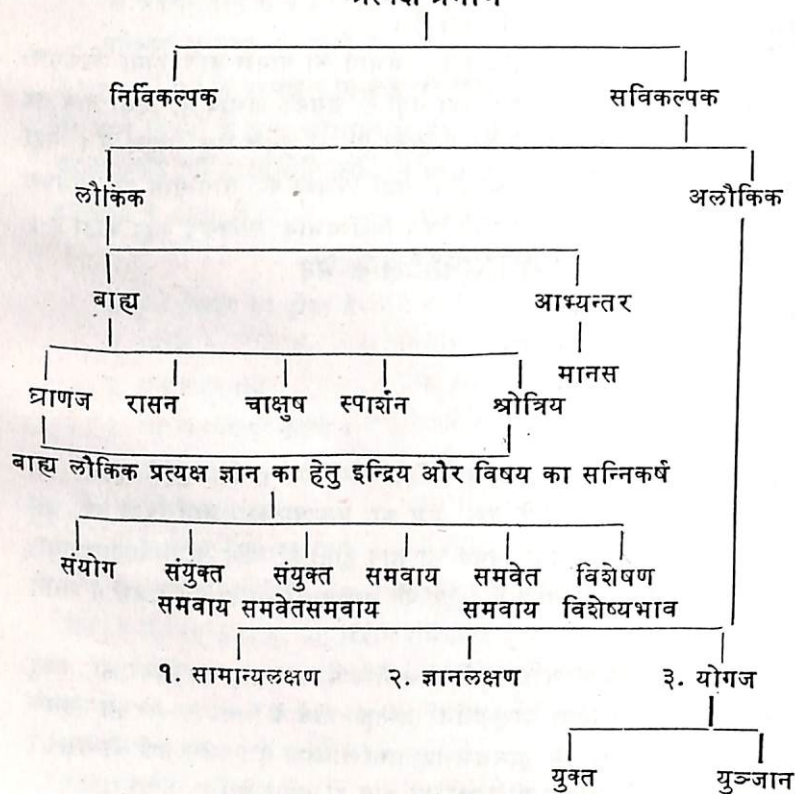 निर्विकल्पक सविकल्पक
लौकिक अलौकिक
बाह्य आभ्यन्तर
मानस
घ्राणज रासन चाक्षुष स्पार्शन श्रोत्रिय
बाह्य लौकिक प्रत्यक्ष ज्ञान का हेतु इन्द्रिय और विषय का सन्निकर्ष
संयोग संयुक्त संयुक्त समवाय समवेत विशेषण
समवाय समवेतसमवाय समवाय विशेष्यभाव
१. सामान्यलक्षण २. ज्ञानलक्षण ३. योगज
युक्त युञ्जान